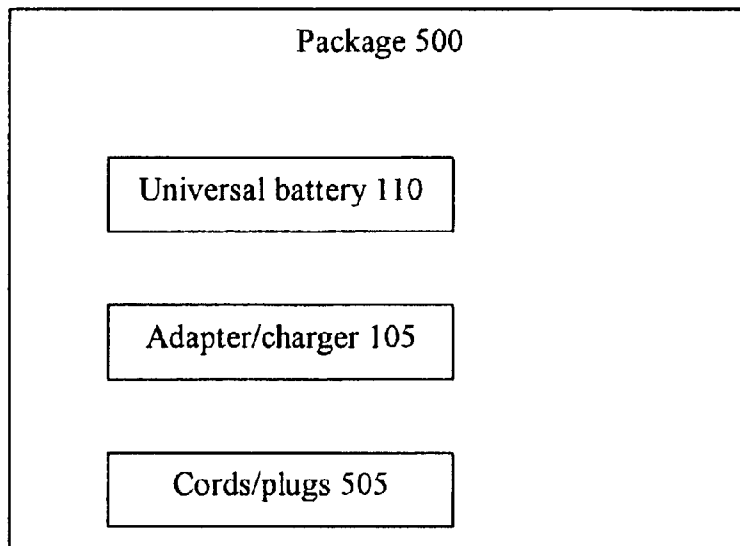 Package 500
Universal battery 110
Adapter/charger 105
Cords/plugs 505